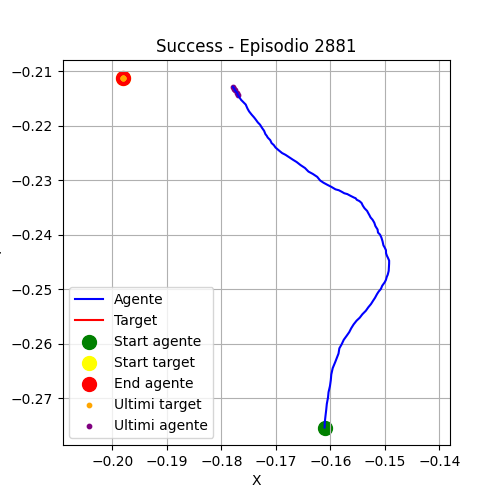 Success - Episodio 2881
−0.21
−0.22
−0.23
−0.24
−0.25
−0.26
−0.27
Agente
Target
Start agente
Start target
End agente
Ultimi target
Ultimi agente
−0.20 −0.19 −0.18 −0.17 −0.16 −0.15 −0.14
X